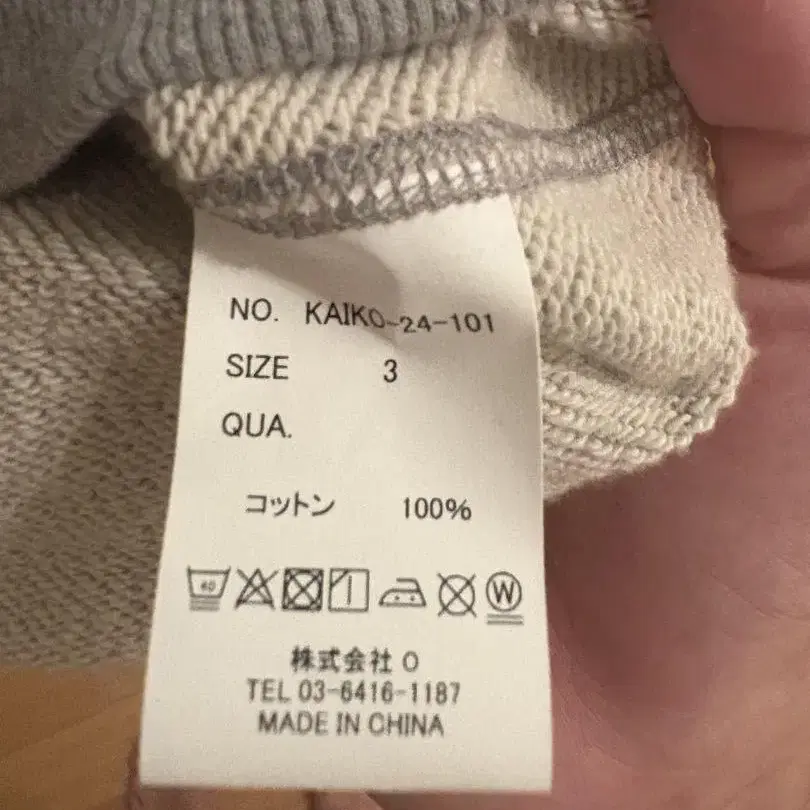 NO. KAIKO-24-101
SIZE 3
QUA.
コットン 100%
40 W
株式会社 O
TEL 03-6416-1187
MADE IN CHINA